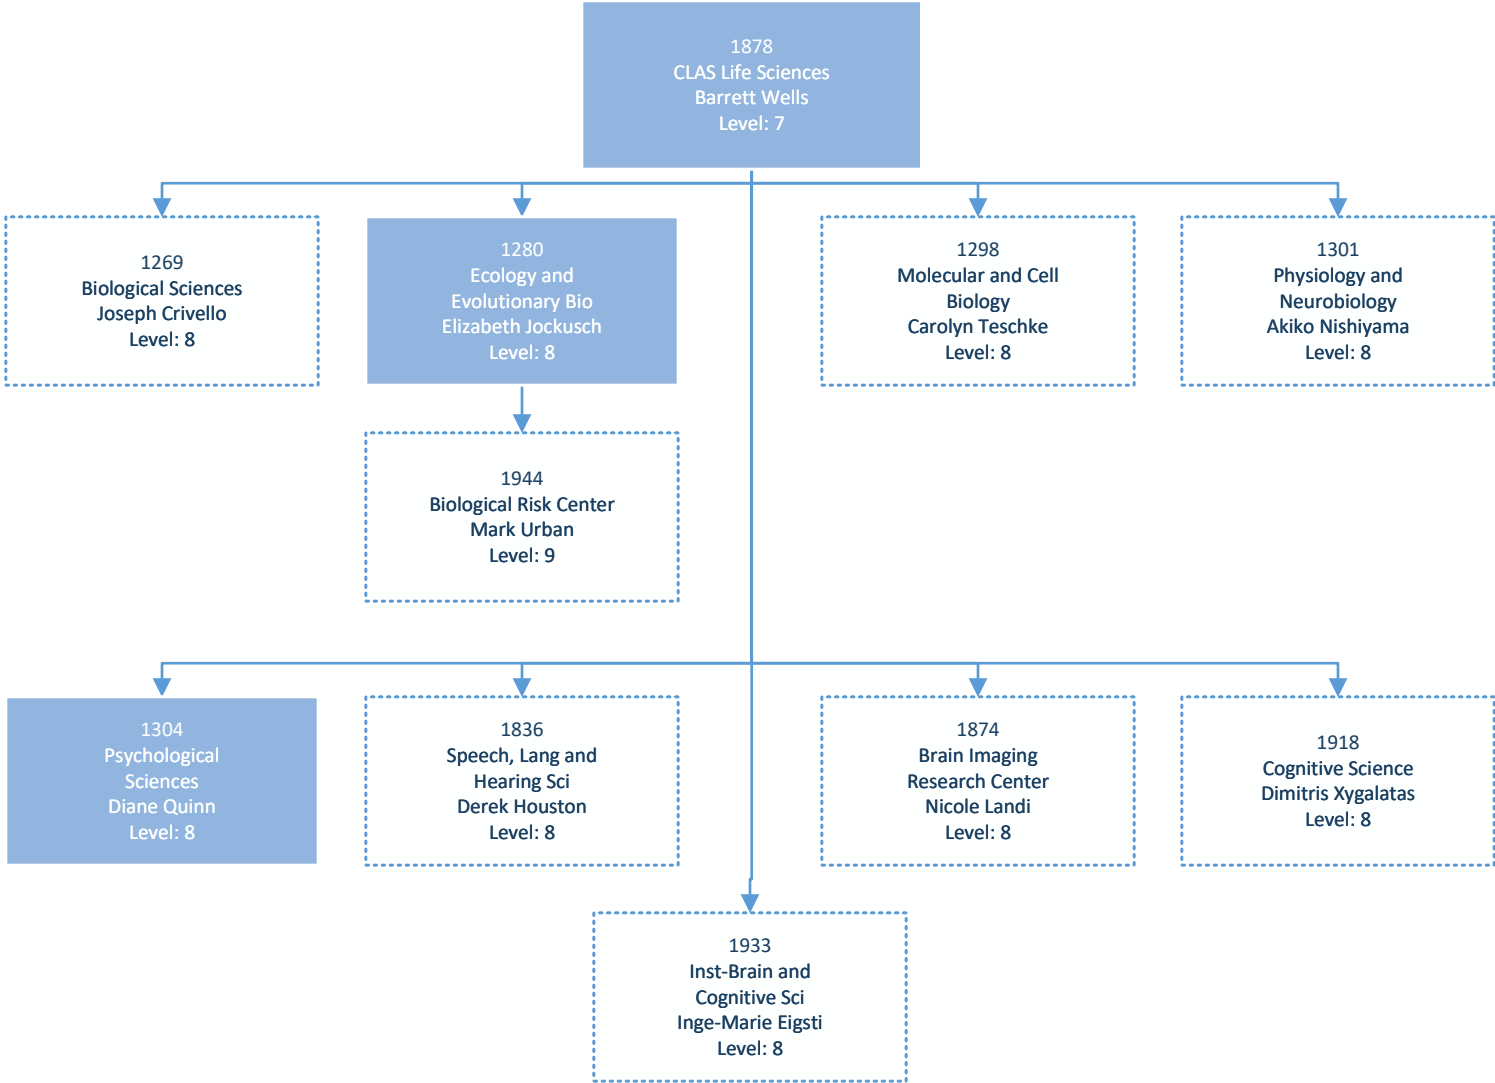 1878
CLAS Life Sciences
Barrett Wells
Level: 7
1269
Biological Sciences
Joseph Crivello
Level: 8
1280
Ecology and
Evolutionary Bio
Elizabeth Jockusch
Level: 8
1298
Molecular and Cell
Biology
Carolyn Teschke
Level: 8
1301
Physiology and
Neurobiology
Akiko Nishiyama
Level: 8
1944
Biological Risk Center
Mark Urban
Level: 9
1304
Psychological
Sciences
Diane Quinn
Level: 8
1836
Speech, Lang and
Hearing Sci
Derek Houston
Level: 8
1874
Brain Imaging
Research Center
Nicole Landi
Level: 8
1918
Cognitive Science
Dimitris Xygalatas
Level: 8
1933
Inst-Brain and
Cognitive Sci
Inge-Marie Eigsti
Level: 8